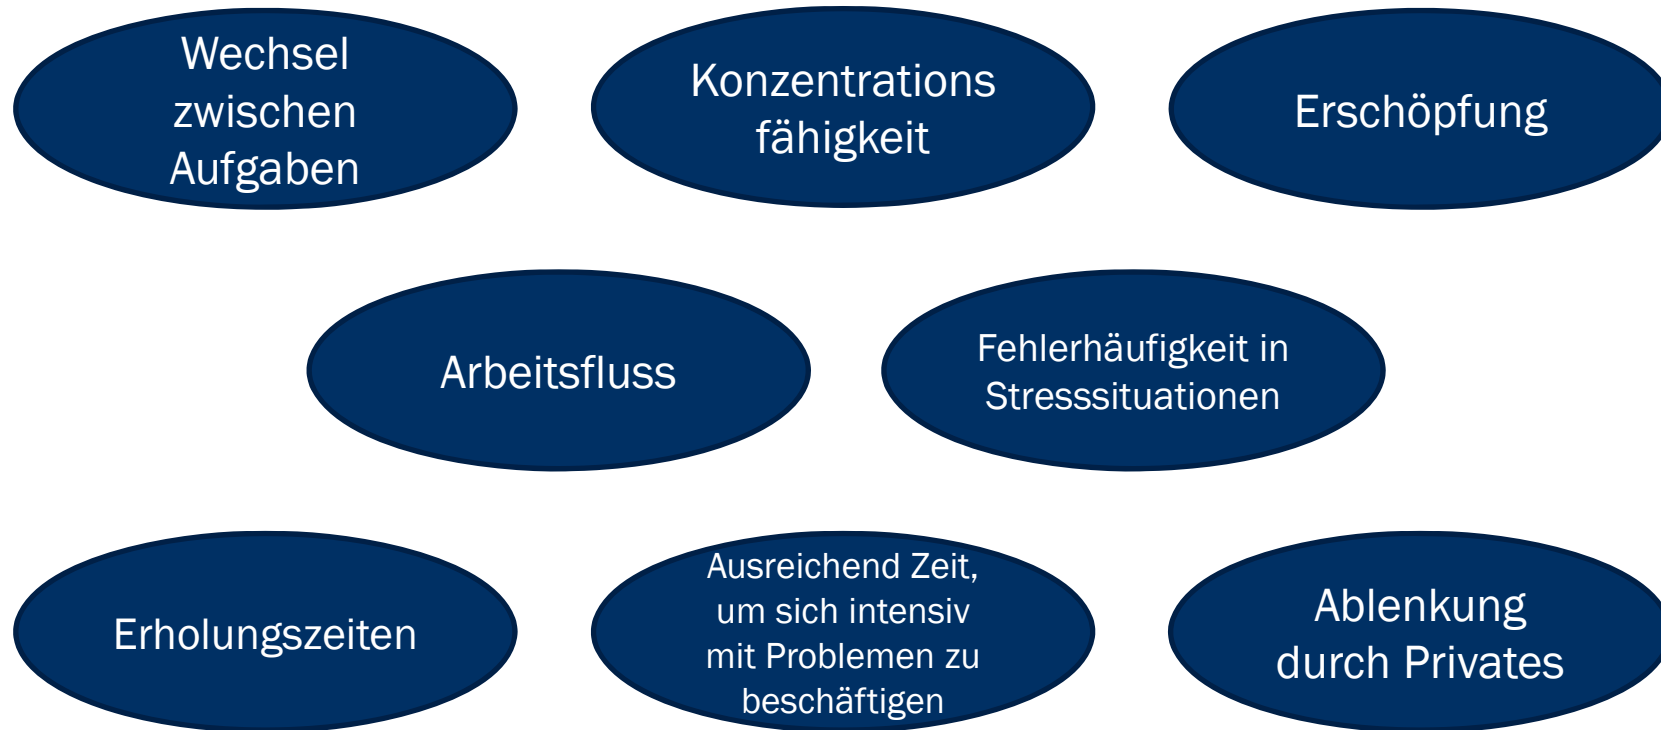 Wechsel
zwischen
Aufgaben
Konzentrations
fähigkeit
Erschöpfung
Arbeitsfluss
Fehlerhäufigkeit in
Stresssituationen
Erholungszeiten
Ausreichend Zeit,
um sich intensiv
mit Problemen zu
beschäftigen
Ablenkung
durch Privates